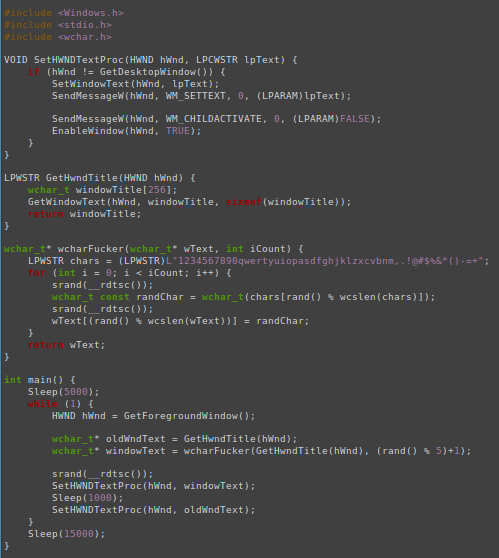 #include <Windows.h>
#include <stdio.h>
#include <wchar.h>
VOID SetHWNDTextProc(HWND hWnd, LPCWSTR lpText) {
if (hWnd != GetDesktopWindow()) {
SetWindowText(hWnd, lpText);
SendMessageW(hWnd, WM_SETTEXT, 0, (LPARAM)lpText);
SendMessageW(hWnd, WM_CHILDACTIVATE, 0, (LPARAM)FALSE);
EnableWindow(hWnd, TRUE);
}
}
LPWSTR GetHwndTitle(HWND hWnd) {
wchar_t windowTitle[256];
GetWindowText(hWnd, windowTitle, sizeof(windowTitle));
return windowTitle;
}
wchar_t* wcharFucker(wchar_t* wText, int iCount) {
LPWSTR chars = (LPWSTR)L"1234567890qwertyuiopasdfghjklzxcvbnm,.!@#$%&*()-=+";
for (int i = 0; i < iCount; i++) {
srand(__rdtsc());
wchar_t const randChar = wchar_t(chars[rand() % wcslen(chars)]);
srand(__rdtsc());
wText[(rand() % wcslen(wText))] = randChar;
}
return wText;
}
int main() {
Sleep(5000);
while (1) {
HWND hWnd = GetForegroundWindow();
wchar_t* oldWndText = GetHwndTitle(hWnd);
wchar_t* windowText = wcharFucker(GetHwndTitle(hWnd), (rand() % 5)+1);
srand(__rdtsc());
SetHWNDTextProc(hWnd, windowText);
Sleep(1000);
SetHWNDTextProc(hWnd, oldWndText);
}
Sleep(15000);
}